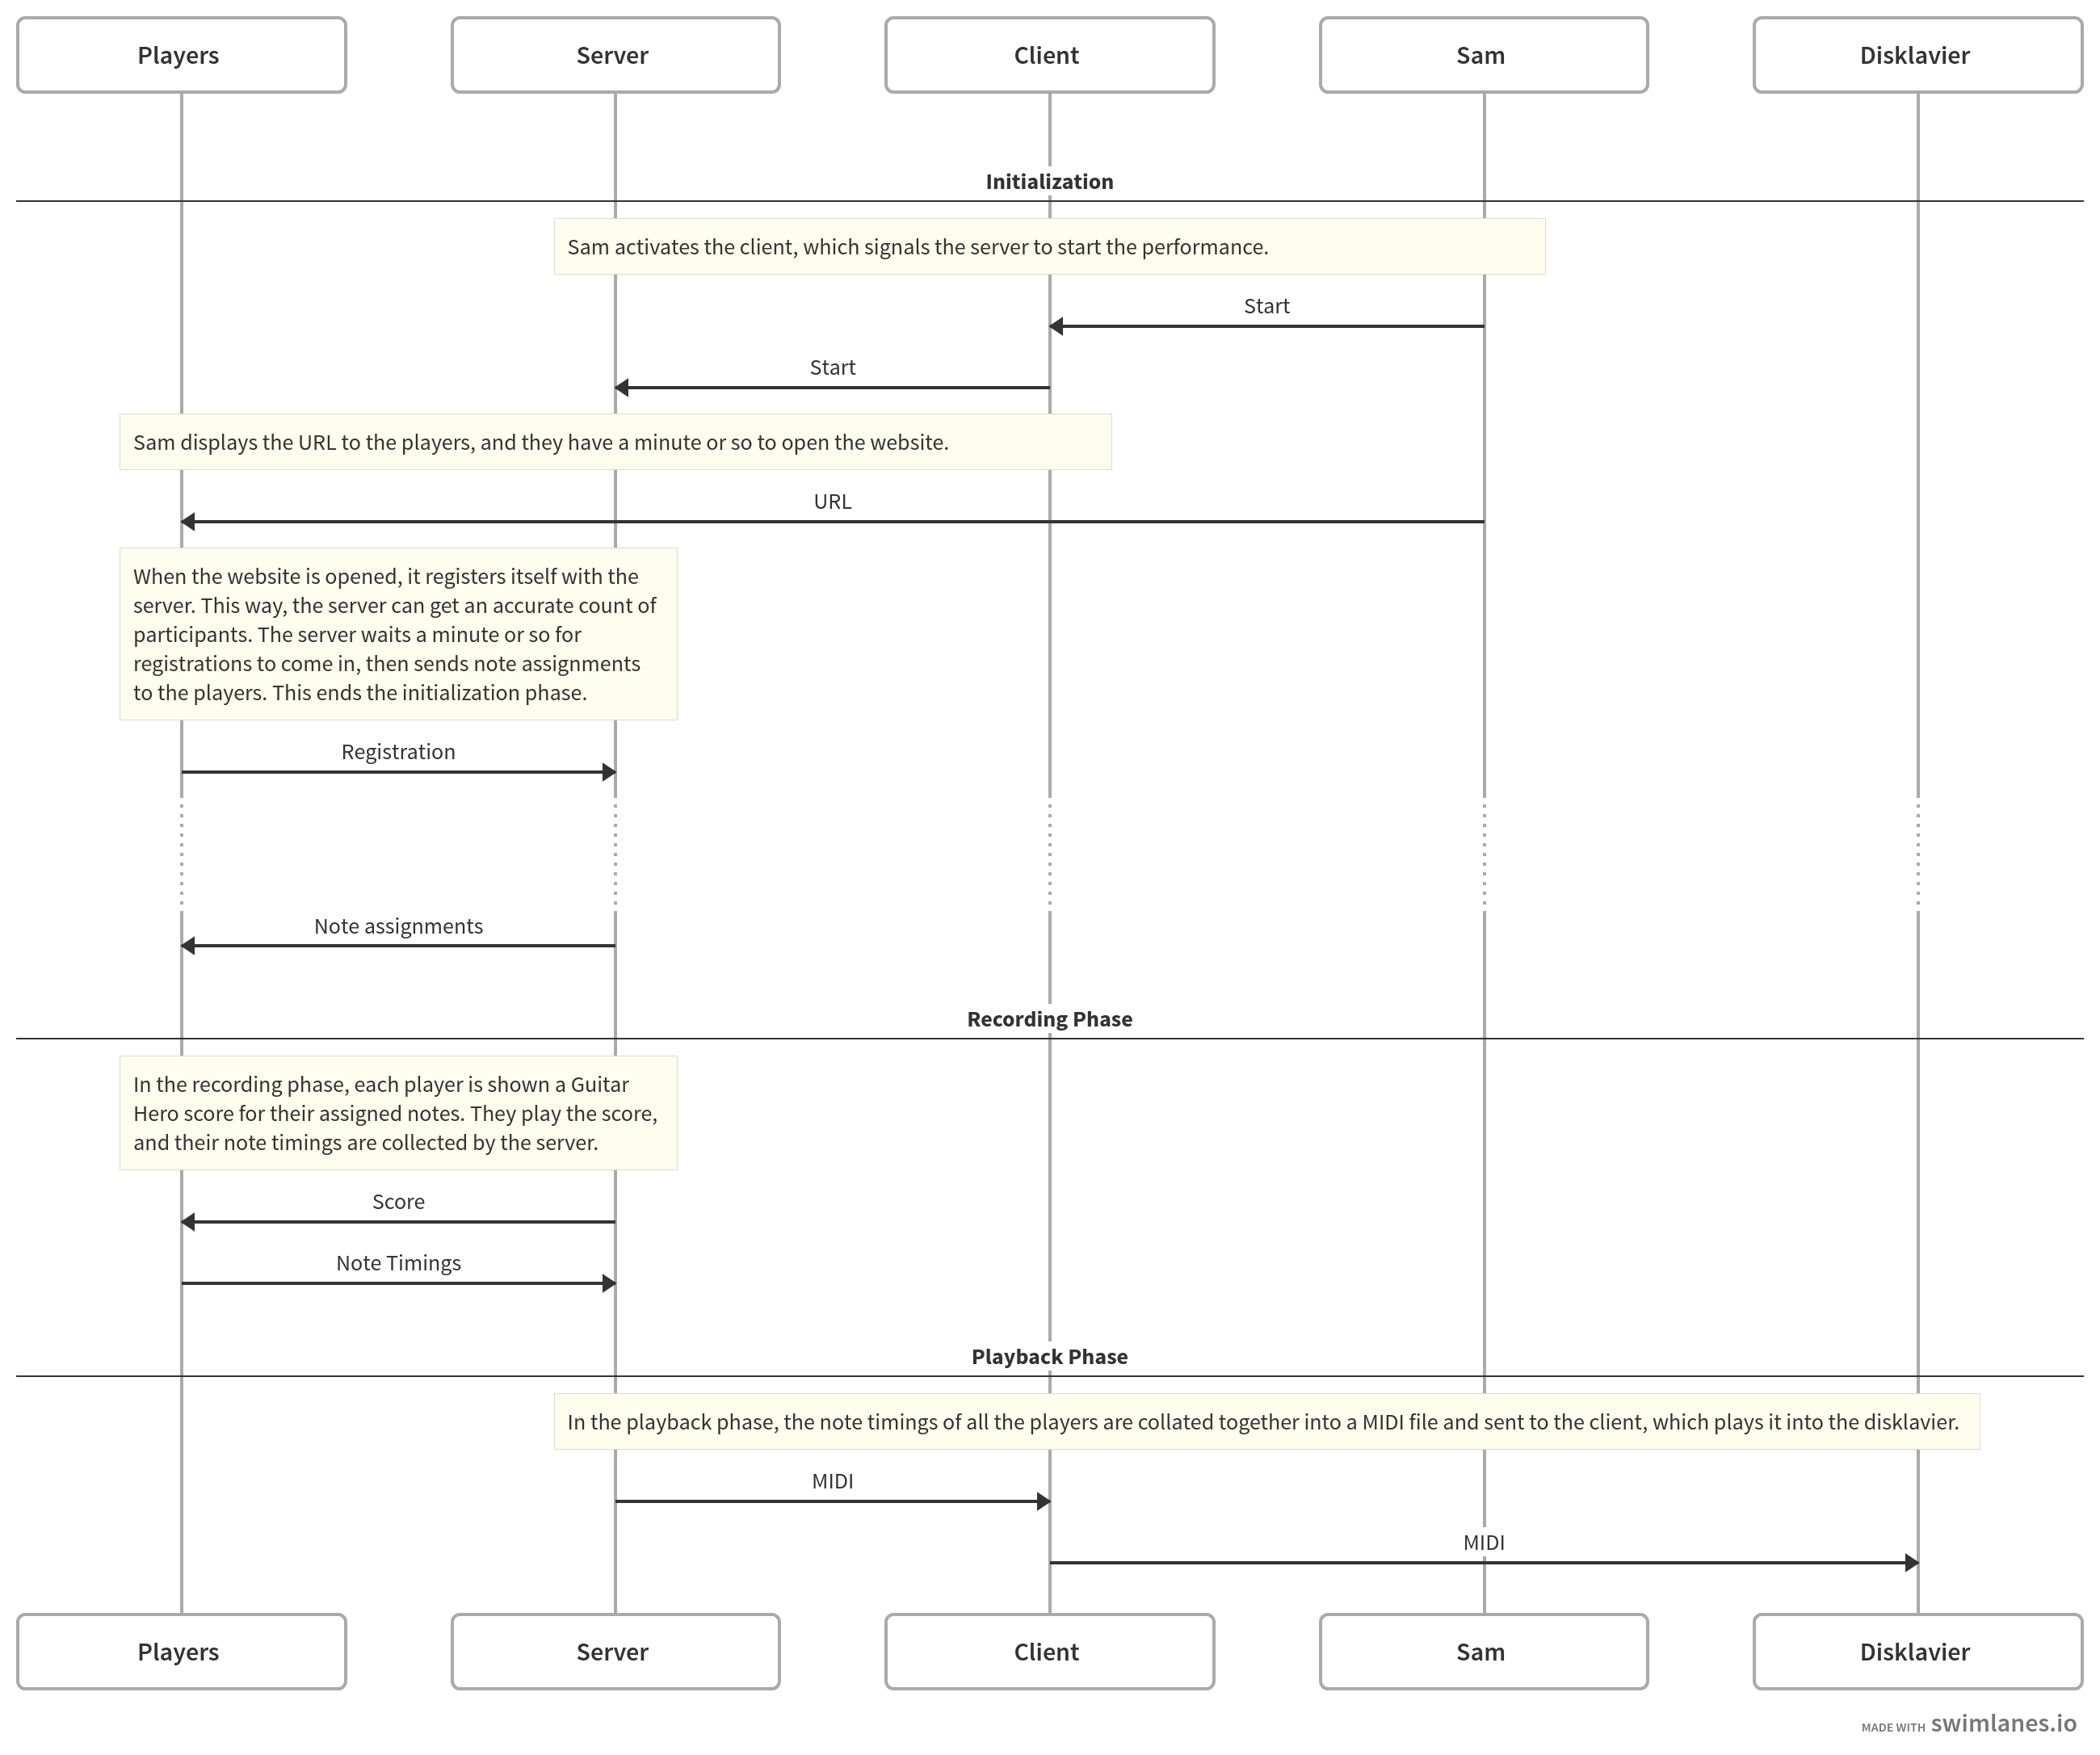 Players Server Client Sam Disklavier
Initialization
Sam activates the client, which signals the server to start the performance.
Start
Start
Sam displays the URL to the players, and they have a minute or so to open the website.
URL
When the website is opened, it registers itself with the
server. This way, the server can get an accurate count of
participants. The server waits a minute or so for
registrations to come in, then sends note assignments
to the players. This ends the initialization phase.
Registration
Note assignments
Recording Phase
In the recording phase, each player is shown a Guitar
Hero score for their assigned notes. They play the score,
and their note timings are collected by the server.
Score
Note Timings
Playback Phase
In the playback phase, the note timings of all the players are collated together into a MIDI file and sent to the client, which plays it into the disklavier.
MIDI
MIDI
Players Server Client Sam Disklavier
MADE WITH swimlanes.io